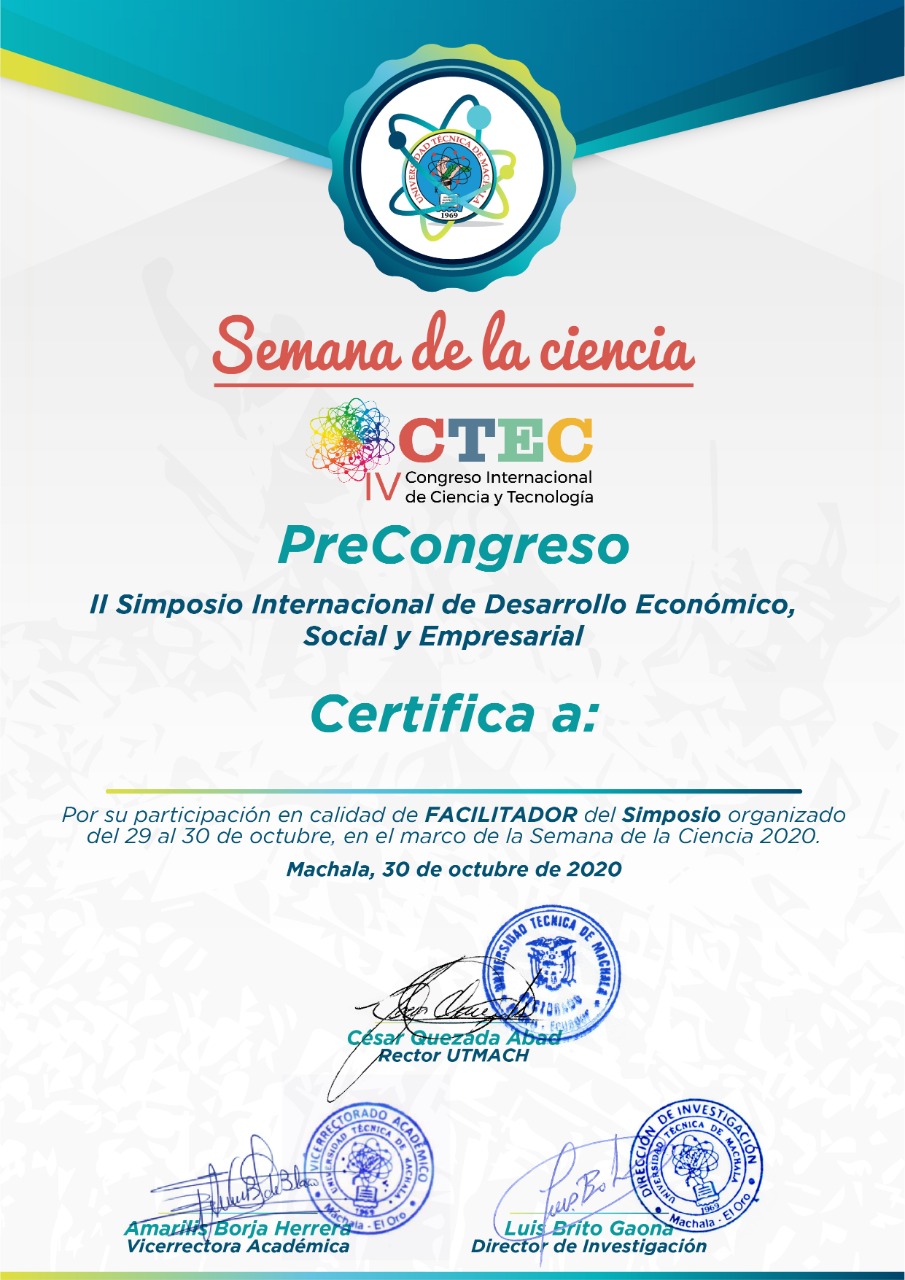 UNIVERSIDAD TÉCNICA DE MACHALA
1969
Semana de la ciencia
CTEC
IV Congreso Internacional
de Ciencia y Tecnología
PreCongreso
II Simposio Internacional de Desarrollo Económico,
Social y Empresarial
Certifica a:
Por su participación en calidad de FACILITADOR del Simposio organizado
del 29 al 30 de octubre, en el marco de la Semana de la Ciencia 2020.
Machala, 30 de octubre de 2020
UNIVERSIDAD TECNICA DE MACHALA
César Quezada Abad
Rector UTMACH
VICERRECTORADO ACADÉMICO
UNIVERSIDAD TÉCNICA DE MACHALA
1969
Machala - El Oro
Amarilis Borja Herrera
Vicerrectora Académica
DIRECCIÓN DE INVESTIGACIÓN
UNIVERSIDAD TÉCNICA DE MACHALA
1969
Machala - El Oro
Luis Brito Gaona
Director de Investigación